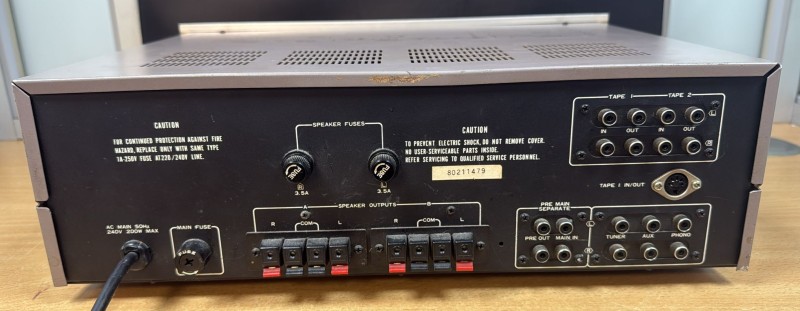 CAUTION
FOR CONTINUED PROTECTION AGAINST FIRE
HAZARD, REPLACE ONLY WITH SAME TYPE
1A-250V FUSE AT 220/240V LINE.
SPEAKER FUSES
FUSE
FUSE
R
L
3.5A
3.5A
CAUTION
TO PREVENT ELECTRIC SHOCK, DO NOT REMOVE COVER.
NO USER-SERVICEABLE PARTS INSIDE.
REFER SERVICING TO QUALIFIED SERVICE PERSONNEL.
80211479
TAPE 1
TAPE 2
L
IN
OUT
IN
OUT
R
TAPE 1 IN/OUT
AC MAIN 50Hz
240V 200W MAX
MAIN FUSE
FUSE
SPEAKER OUTPUTS
A
B
R
COM
L
R
COM
L
PRE MAIN
SEPARATE
L
PRE OUT
MAIN IN
R
TUNER
AUX
PHONO